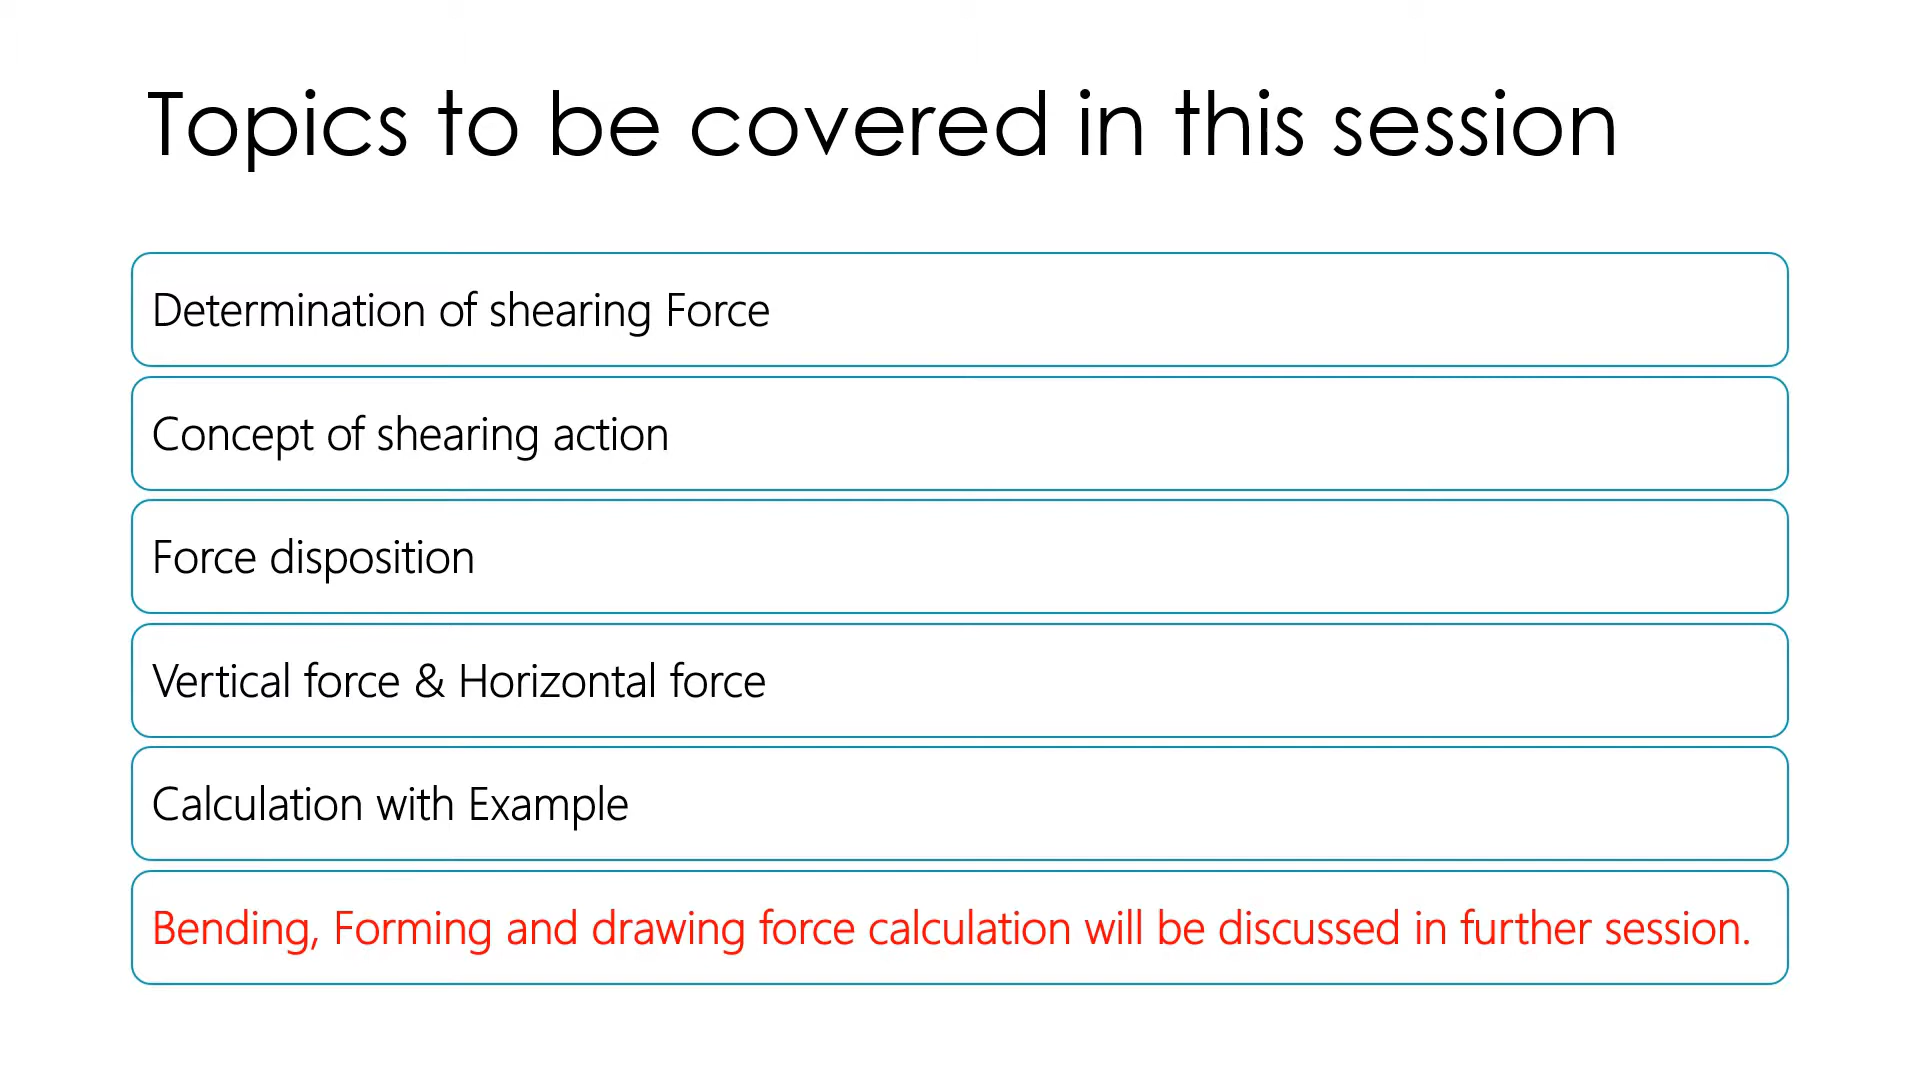 Topics to be covered in this session
Determination of shearing Force
Concept of shearing action
Force disposition
Vertical force & Horizontal force
Calculation with Example
Bending, Forming and drawing force calculation will be discussed in further session.